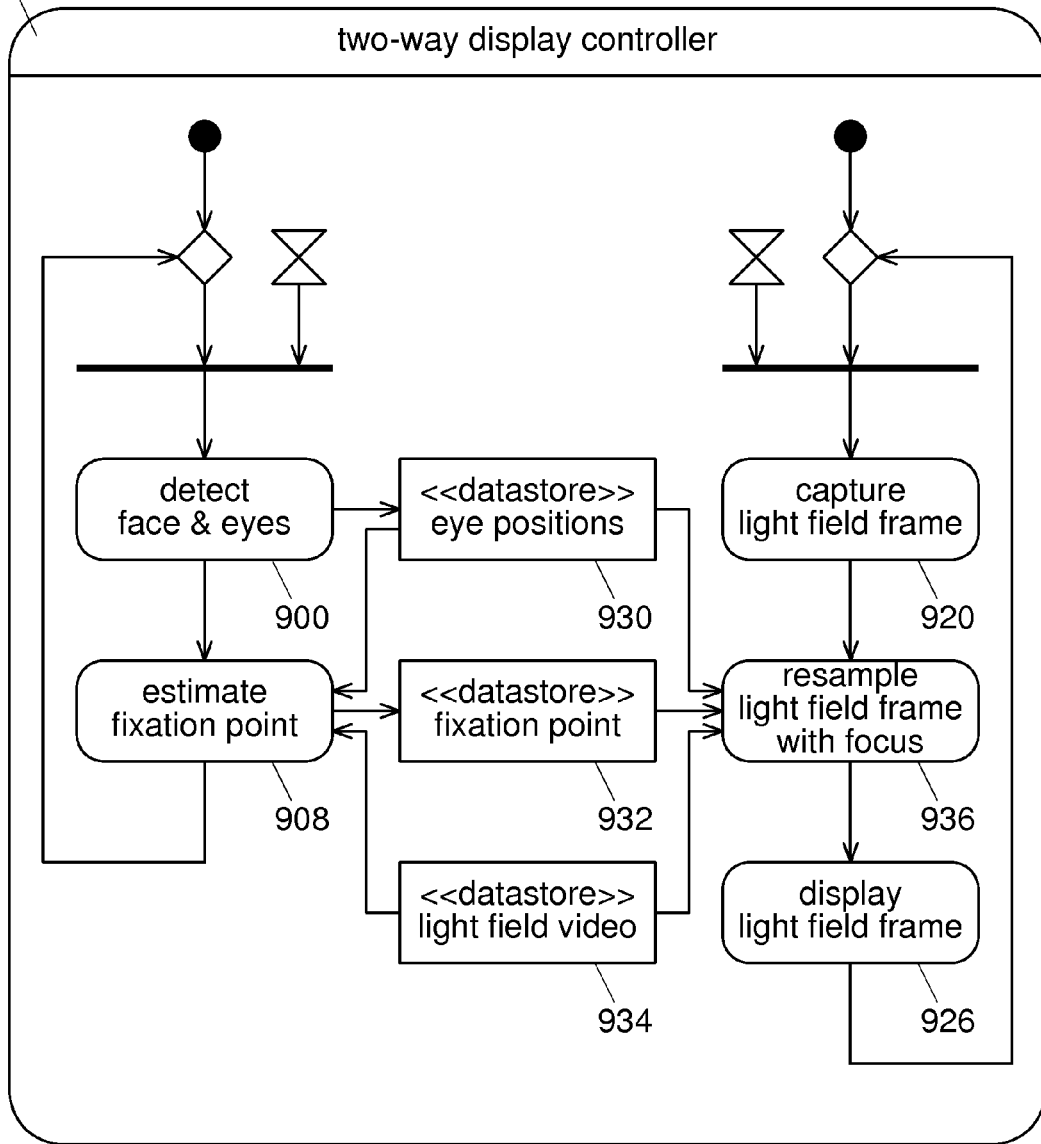 two-way display controller
detect
face & eyes
900
<<datastore>>
eye positions
930
capture
light field frame
920
estimate
fixation point
908
<<datastore>>
fixation point
932
resample
light field frame
with focus
936
<<datastore>>
light field video
934
display
light field frame
926